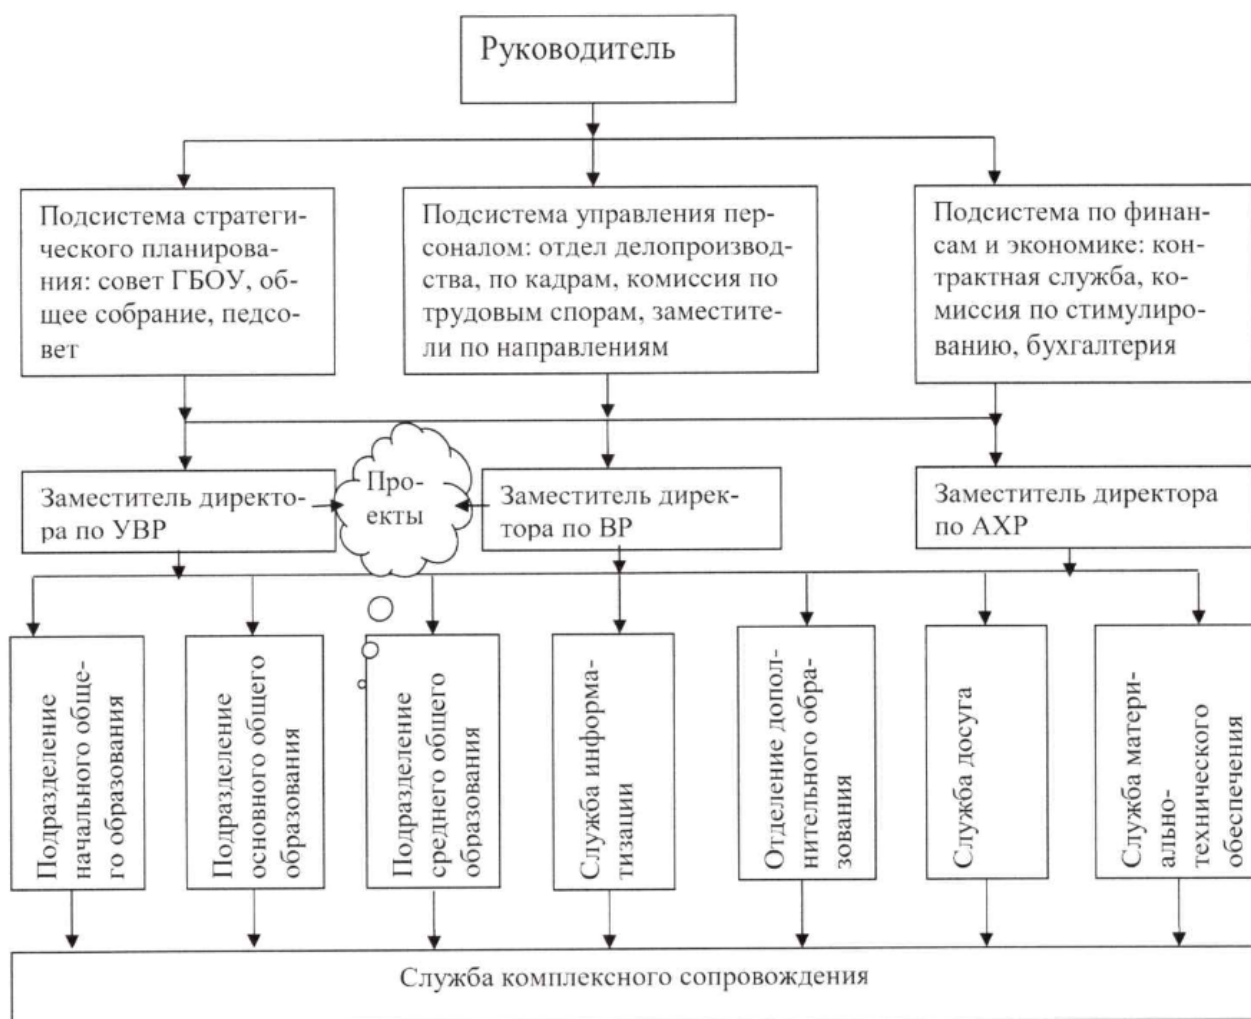 Руководитель
Подсистема стратеги-
ческого планирова-
ния: совет ГБОУ, об-
щее собрание, педсо-
вет
Подсистема управления пер-
соналом: отдел делопроизвод-
ства, по кадрам, комиссия по
трудовым спорам, заместите-
ли по направлениям
Подсистема по финан-
сам и экономике: кон-
трактная служба, ко-
миссия по стимулиро-
ванию, бухгалтерия
Заместитель директо-
ра по УВР
Про-
екты
Заместитель дирек-
тора по ВР
Заместитель директора
по АХР
Подразделение
начального обще-
го образования
Подразделение
основного общего
образования
Подразделение
среднего общего
образования
Служба информа-
тизации
Отделение допол-
нительного обра-
зования
Служба досуга
Служба матери-
ально-
технического
обеспечения
Служба комплексного сопровождения